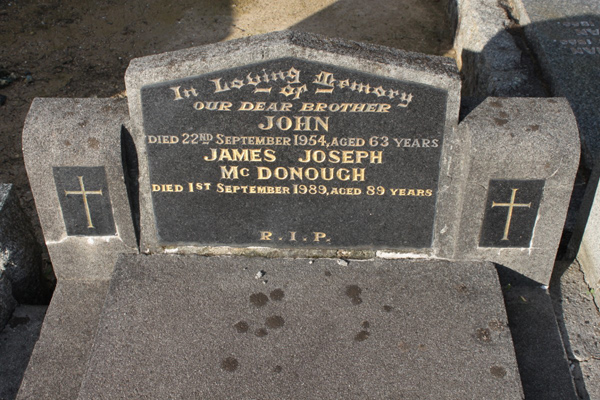 In Loving Memory
of
OUR DEAR BROTHER
JOHN
DIED 22ND SEPTEMBER 1954, AGED 63 YEARS
JAMES JOSEPH
MC DONOUGH
DIED 1ST SEPTEMBER 1989, AGED 89 YEARS
R.I.P.